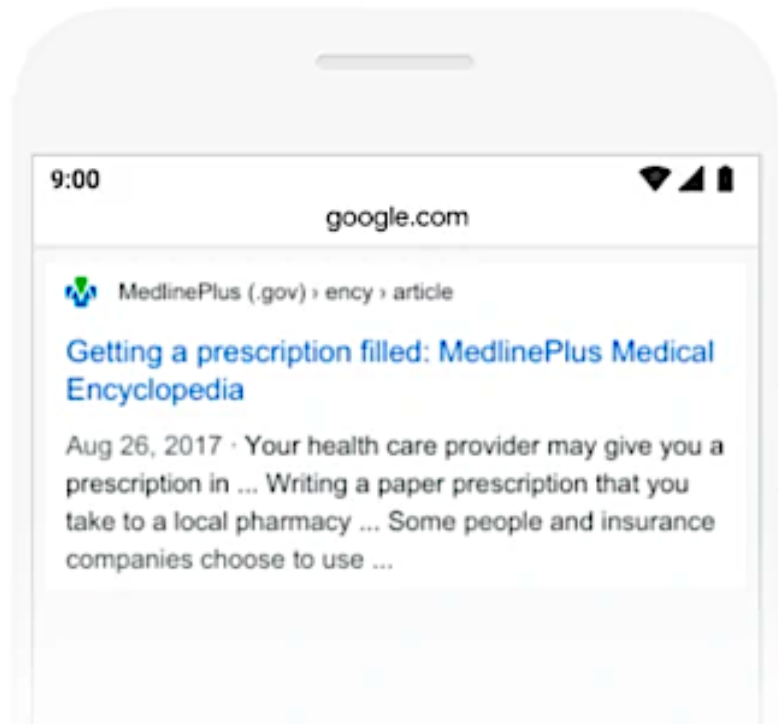 9:00
google.com
MedlinePlus (.gov) › ency › article
Getting a prescription filled: MedlinePlus Medical
Encyclopedia
Aug 26, 2017 · Your health care provider may give you a
prescription in ... Writing a paper prescription that you
take to a local pharmacy ... Some people and insurance
companies choose to use ...